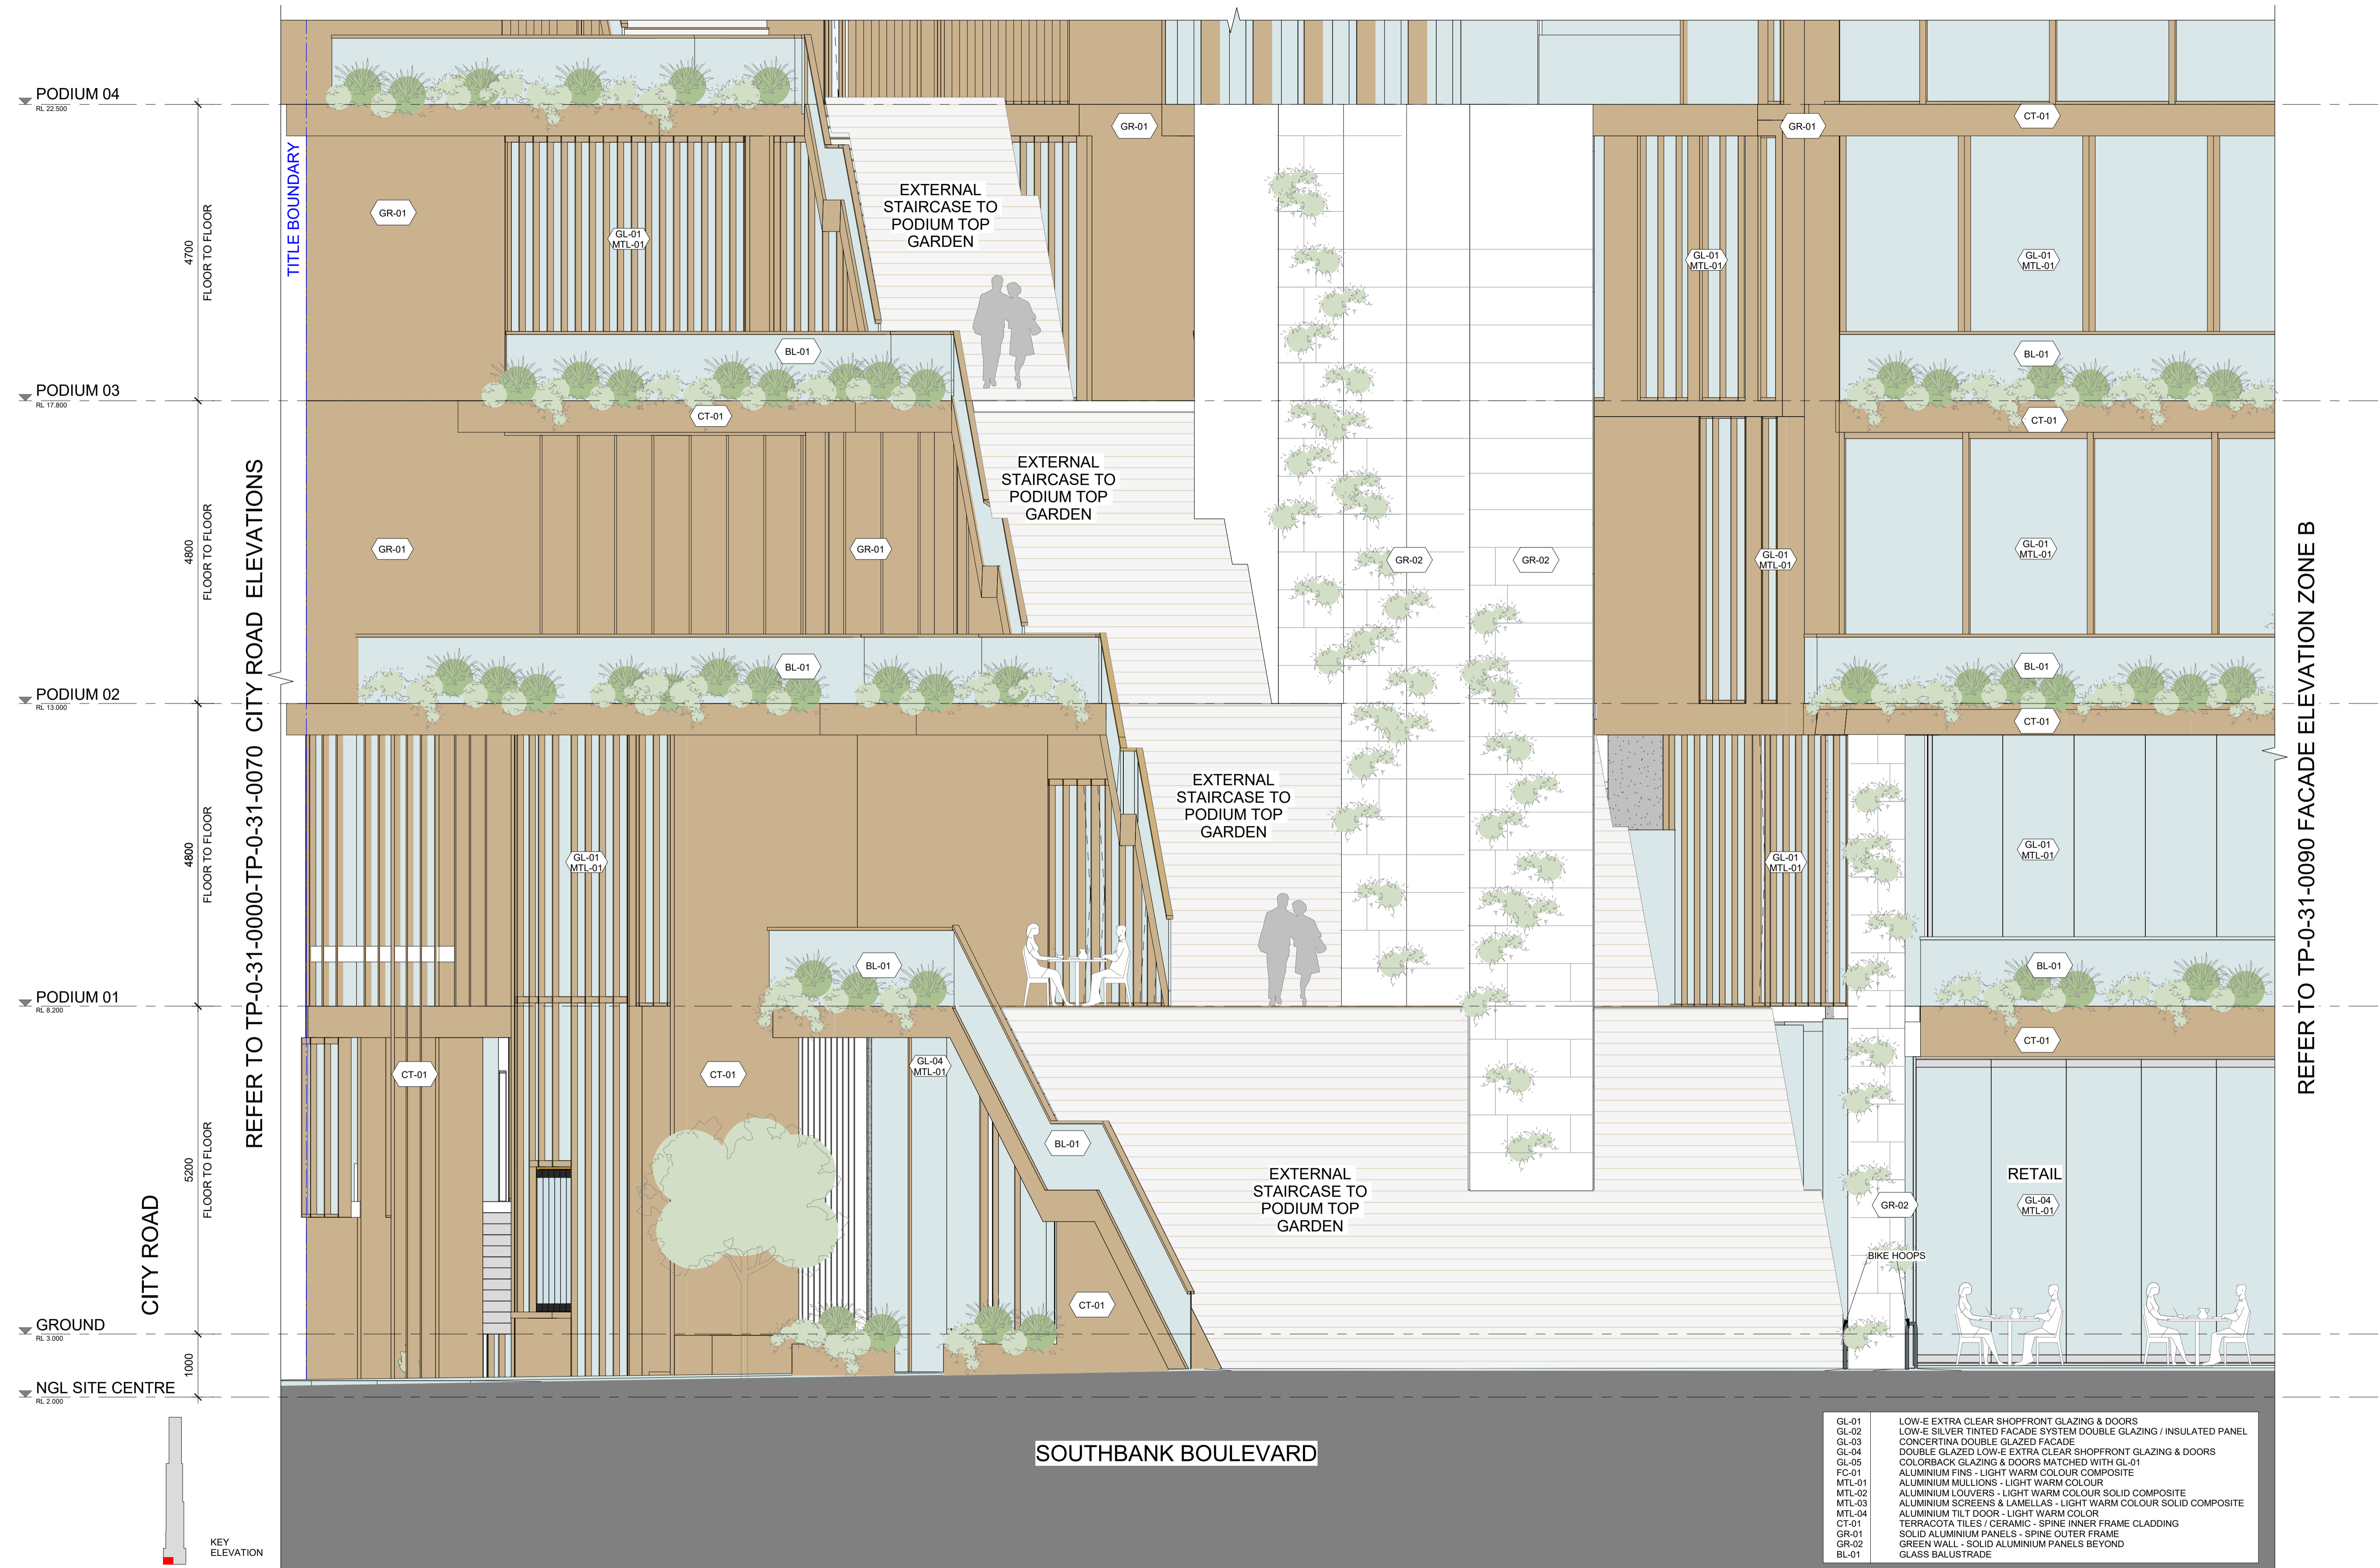 PODIUM 04
RL 22.500
4700
FLOOR TO FLOOR
PODIUM 03
RL 17.800
4800
FLOOR TO FLOOR
PODIUM 02
RL 13.000
4800
FLOOR TO FLOOR
PODIUM 01
RL 8.200
5200
FLOOR TO FLOOR
GROUND
RL 3.000
1000
NGL SITE CENTRE
RL 2.000
CITY ROAD
REFER TO TP-0-31-0000-TP-0-31-0070 CITY ROAD ELEVATIONS
TITLE BOUNDARY
GR-01
GR-01
CT-01
GR-01
GL-01
MTL-01
EXTERNAL
STAIRCASE TO
PODIUM TOP
GARDEN
GL-01
MTL-01
GL-01
MTL-01
BL-01
BL-01
CT-01
CT-01
EXTERNAL
STAIRCASE TO
PODIUM TOP
GARDEN
GR-01
GR-01
GR-02
GR-02
GL-01
MTL-01
GL-01
MTL-01
BL-01
BL-01
CT-01
EXTERNAL
STAIRCASE TO
PODIUM TOP
GARDEN
GL-01
MTL-01
GL-01
MTL-01
GL-01
MTL-01
BL-01
BL-01
CT-01
CT-01
CT-01
GL-04
MTL-01
BL-01
EXTERNAL
STAIRCASE TO
PODIUM TOP
GARDEN
RETAIL
GL-04
MTL-01
GR-02
BIKE HOOPS
CT-01
REFER TO TP-0-31-0090 FACADE ELEVATION ZONE B
SOUTHBANK BOULEVARD
KEY
ELEVATION
GL-01 LOW-E EXTRA CLEAR SHOPFRONT GLAZING & DOORS
GL-02 LOW-E SILVER TINTED FACADE SYSTEM DOUBLE GLAZING / INSULATED PANEL
GL-03 CONCERTINA DOUBLE GLAZED FACADE
GL-04 DOUBLE GLAZED LOW-E EXTRA CLEAR SHOPFRONT GLAZING & DOORS
GL-05 COLORBACK GLAZING & DOORS MATCHED WITH GL-01
FC-01 ALUMINIUM FINS - LIGHT WARM COLOUR COMPOSITE
MTL-01 ALUMINIUM MULLIONS - LIGHT WARM COLOUR
MTL-02 ALUMINIUM LOUVERS - LIGHT WARM COLOUR SOLID COMPOSITE
MTL-03 ALUMINIUM SCREENS & LAMELLAS - LIGHT WARM COLOUR SOLID COMPOSITE
MTL-04 ALUMINIUM TILT DOOR - LIGHT WARM COLOR
CT-01 TERRACOTA TILES / CERAMIC - SPINE INNER FRAME CLADDING
GR-01 SOLID ALUMINIUM PANELS - SPINE OUTER FRAME
GR-02 GREEN WALL - SOLID ALUMINIUM PANELS BEYOND
BL-01 GLASS BALUSTRADE